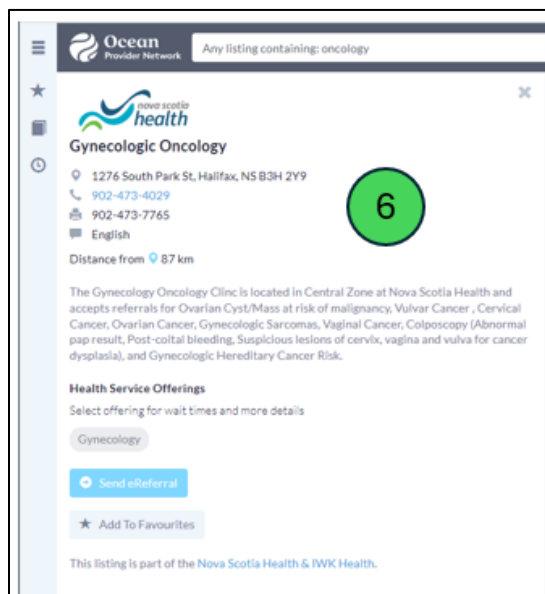 Ocean
Provider Network
Any listing containing: oncology
nova scotia
health
Gynecologic Oncology
1276 South Park St, Halifax, NS B3H 2Y9
902-473-4029
902-473-7765
English
6
Distance from 87 km
The Gynecology Oncology Clinc is located in Central Zone at Nova Scotia Health and
accepts referrals for Ovarian Cyst/Mass at risk of malignancy, Vulvar Cancer , Cervical
Cancer, Ovarian Cancer, Gynecologic Sarcomas, Vaginal Cancer, Colposcopy (Abnormal
pap result, Post-coital bleeding, Suspicious lesions of cervix, vagina and vulva for cancer
dysplasia), and Gynecologic Hereditary Cancer Risk.
Health Service Offerings
Select offering for wait times and more details
Gynecology
Send eReferral
Add To Favourites
This listing is part of the Nova Scotia Health & IWK Health.